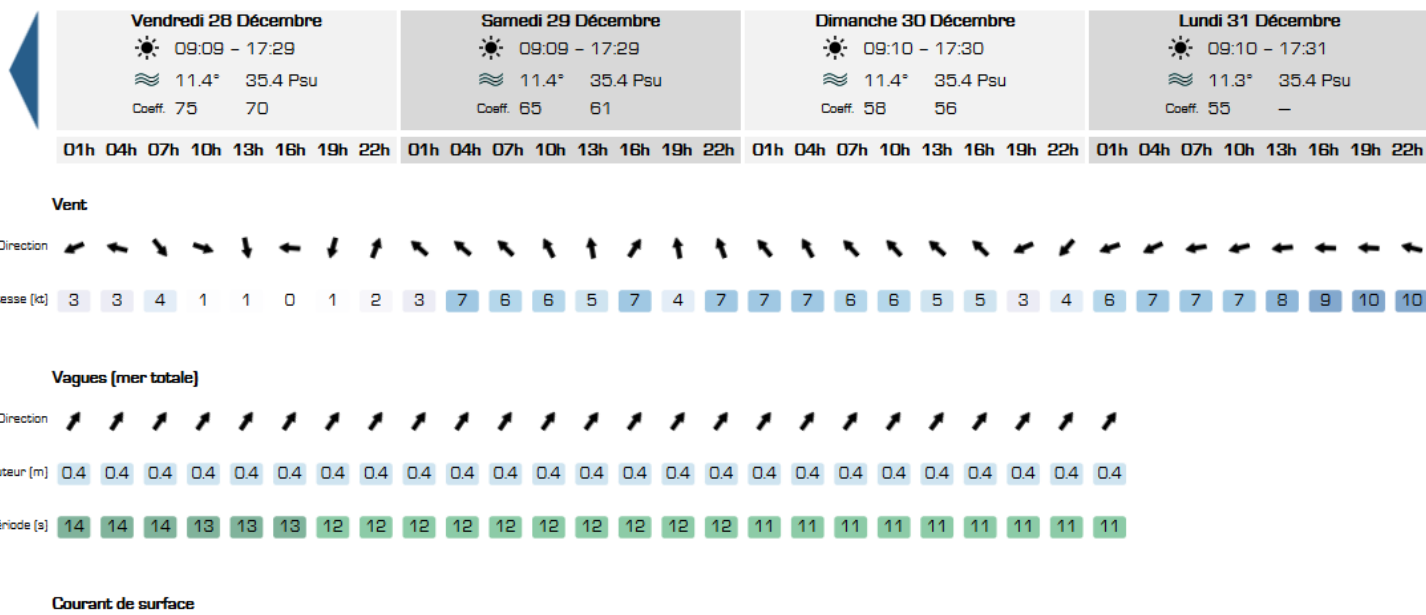 Vendredi 28 Décembre Samedi 29 Décembre Dimanche 30 Décembre Lundi 31 Décembre
09:09 – 17:29 09:09 – 17:29 09:10 – 17:30 09:10 – 17:31
11.4° 35.4 Psu 11.4° 35.4 Psu 11.4° 35.4 Psu 11.3° 35.4 Psu
Coeff. 75 70 Coeff. 65 61 Coeff. 58 56 Coeff. 55 –
01h 04h 07h 10h 13h 16h 19h 22h 01h 04h 07h 10h 13h 16h 19h 22h 01h 04h 07h 10h 13h 16h 19h 22h 01h 04h 07h 10h 13h 16h 19h 22h
Vent
Direction
esse (kt) 3 3 4 1 1 0 1 2 3 7 6 6 5 7 4 7 7 7 6 6 5 5 3 4 6 7 7 7 8 9 10 10
Vagues (mer totale)
Direction
uteur (m) 0.4 0.4 0.4 0.4 0.4 0.4 0.4 0.4 0.4 0.4 0.4 0.4 0.4 0.4 0.4 0.4 0.4 0.4 0.4 0.4 0.4 0.4 0.4 0.4 0.4
ériode (s) 14 14 14 13 13 13 12 12 12 12 12 12 12 12 12 12 11 11 11 11 11 11 11 11 11
Courant de surface